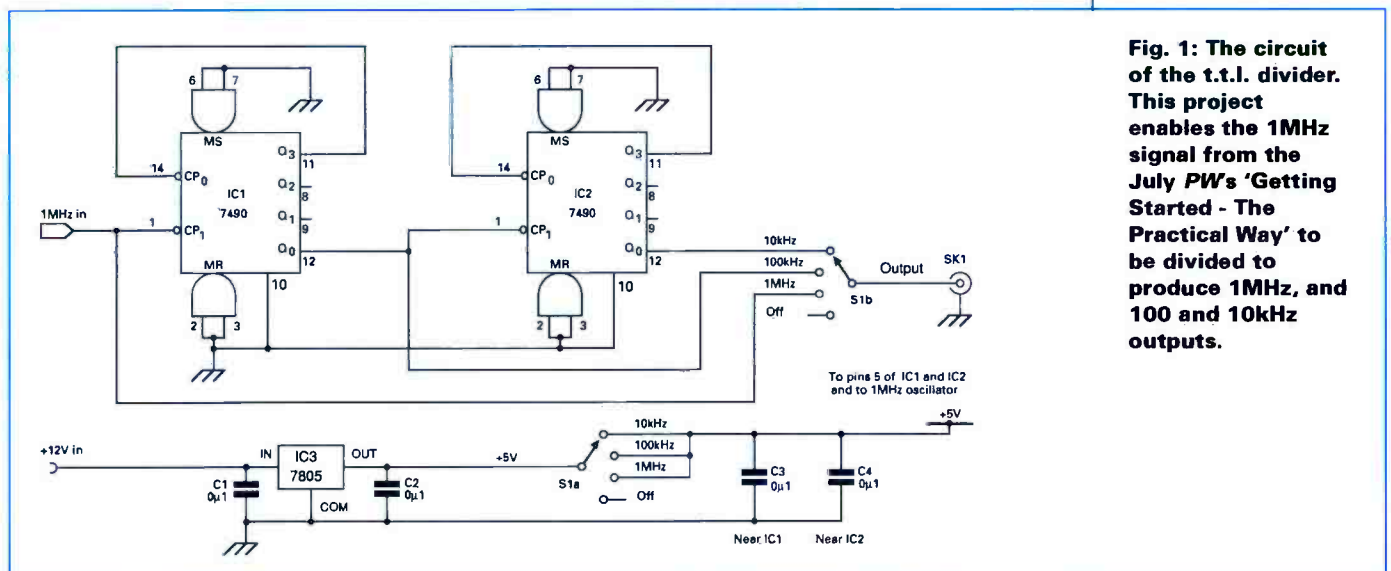 6 7
MS
Q3
11
14
CP0
Q2
8
IC1
7490
1MHz in
1
CP1
Q1
9
Q0
12
MR
10
2 3
6 7
MS
Q3
11
14
CP0
Q2
8
IC2
7490
1
CP1
Q1
9
Q0
12
MR
10
2 3
10kHz
100kHz
1MHz
Off
S1b
Output
SK1
To pins 5 of IC1 and IC2
and to 1MHz oscillator
+5V
+12V in
IN
IC3
7805
OUT
COM
C1
0µ1
C2
0µ1
+5V
S1a
10kHz
100kHz
1MHz
Off
C3
0µ1
C4
0µ1
Near IC1
Near IC2
Fig. 1: The circuit
of the t.t.l. divider.
This project
enables the 1MHz
signal from the
July PW's 'Getting
Started - The
Practical Way' to
be divided to
produce 1MHz, and
100 and 10kHz
outputs.